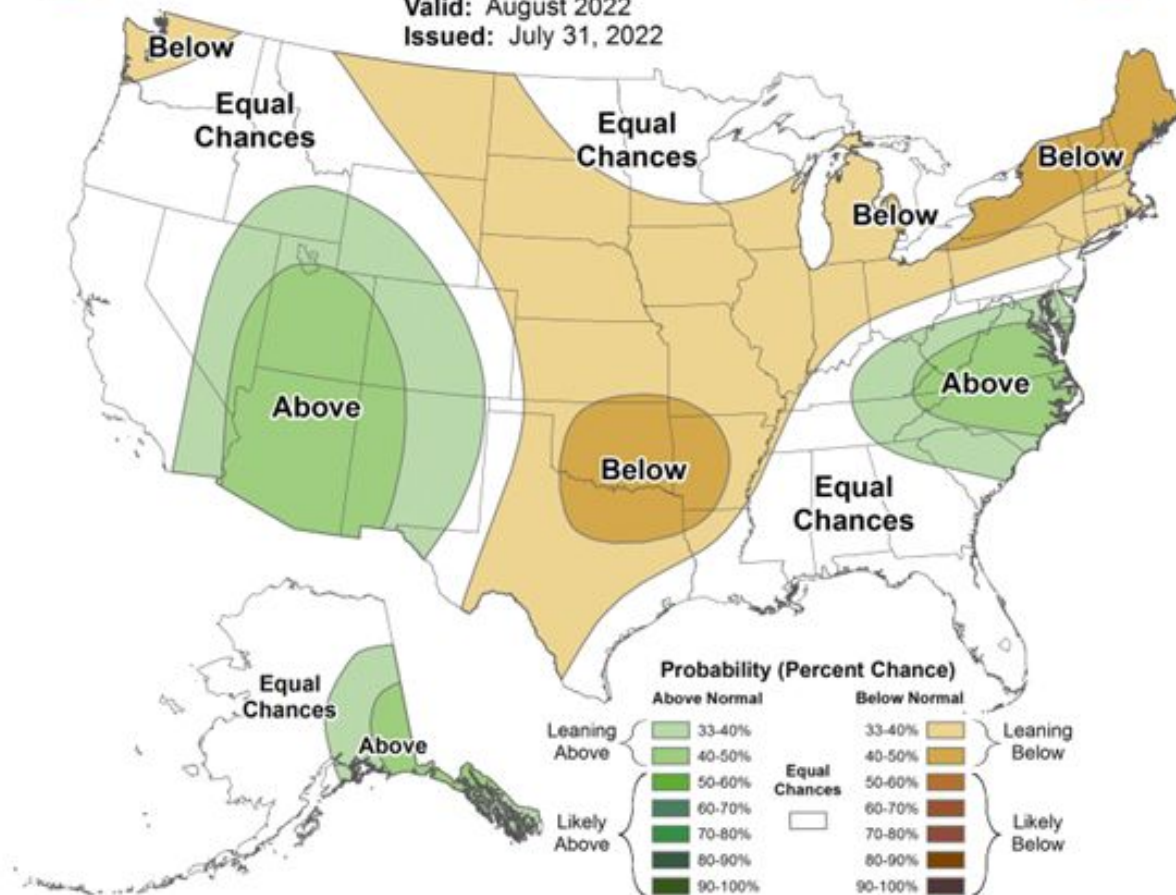 Valid: August 2022
Issued: July 31, 2022
Below
Equal
Chances
Equal
Chances
Below
Below
Above
Below
Above
Equal
Chances
Equal
Chances
Above
Probability (Percent Chance)
Above Normal
Below Normal
Leaning
Above
33-40%
40-50%
50-60%
60-70%
70-80%
80-90%
90-100%
Likely
Above
Equal
Chances
33-40%
40-50%
50-60%
60-70%
70-80%
80-90%
90-100%
Leaning
Below
Likely
Below